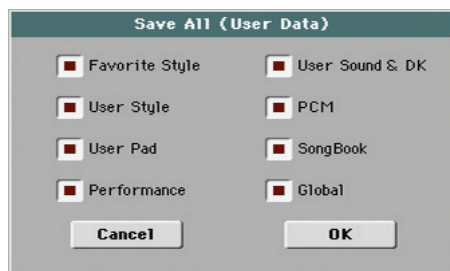 Save All (User Data)
Favorite Style
User Sound & DK
User Style
PCM
User Pad
SongBook
Performance
Global
Cancel
OK